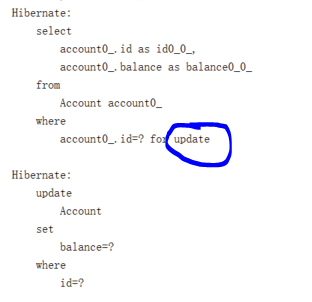 Hibernate:
select
account0_.id as id0_0_,
account0_.balance as balance0_0_
from
Account account0_
where
account0_.id=? for update
Hibernate:
update
Account
set
balance=?
where
id=?